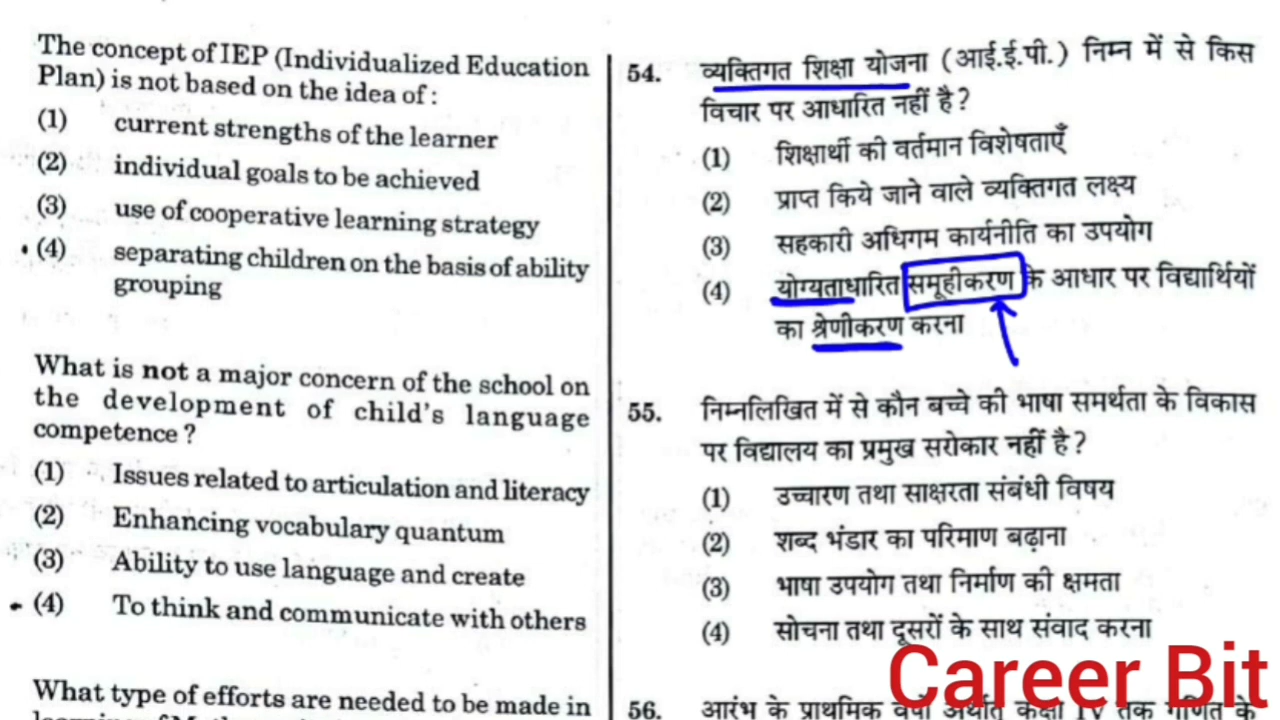 The concept of IEP (Individualized Education
Plan) is not based on the idea of :
(1) current strengths of the learner
(2) individual goals to be achieved
(3) use of cooperative learning strategy
(4) separating children on the basis of ability
grouping
What is not a major concern of the school on
the development of child's language
competence ?
(1) Issues related to articulation and literacy
(2) Enhancing vocabulary quantum
(3) Ability to use language and create
(4) To think and communicate with others
What type of efforts are needed to be made in
54. व्यक्तिगत शिक्षा योजना (आई.ई.पी.) निम्न में से किस
विचार पर आधारित नहीं है?
(1) शिक्षार्थी की वर्तमान विशेषताएँ
(2) प्राप्त किये जाने वाले व्यक्तिगत लक्ष्य
(3) सहकारी अधिगम कार्यनीति का उपयोग
(4) योग्यताधारित समूहीकरण के आधार पर विद्यार्थियों
का श्रेणीकरण करना
55. निम्नलिखित में से कौन बच्चे की भाषा समर्थता के विकास
पर विद्यालय का प्रमुख सरोकार नहीं है?
(1) उच्चारण तथा साक्षरता संबंधी विषय
(2) शब्द भंडार का परिमाण बढ़ाना
(3) भाषा उपयोग तथा निर्माण की क्षमता
(4) सोचना तथा दूसरों के साथ संवाद करना
56. आरंभ के प्राथमिक वर्षों अर्थात् कक्षा IV तक गणित के
Career Bit